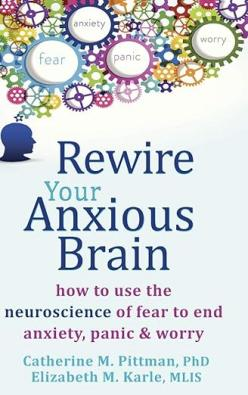 anxiety
fear
panic
worry
Rewire
Your
Anxious
Brain
how to use the
neuroscience of fear to end
anxiety, panic & worry
Catherine M. Pittman, PhD
Elizabeth M. Karle, MLIS